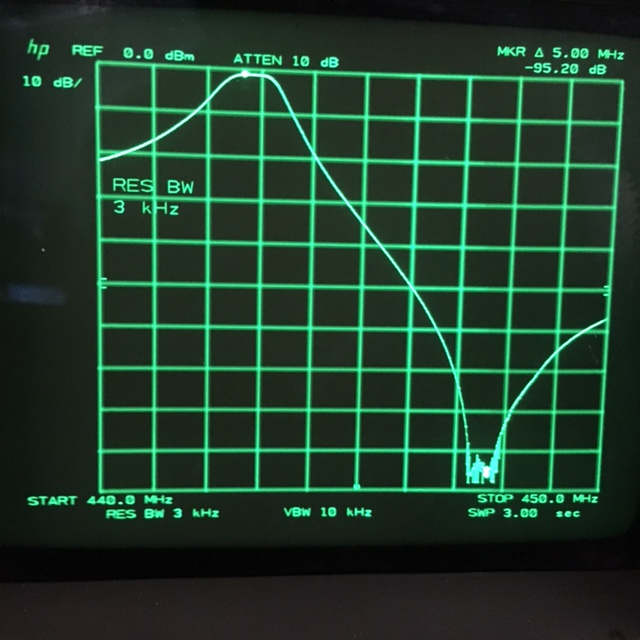 hp REF 0.0 dBm ATTEN 10 dB MKR Δ 5.00 MHz
10 dB/ -95.20 dB
RES BW
3 kHz
START 440.0 MHz STOP 450.0 MHz
RES BW 3 kHz VBW 10 kHz SWP 3.00 sec